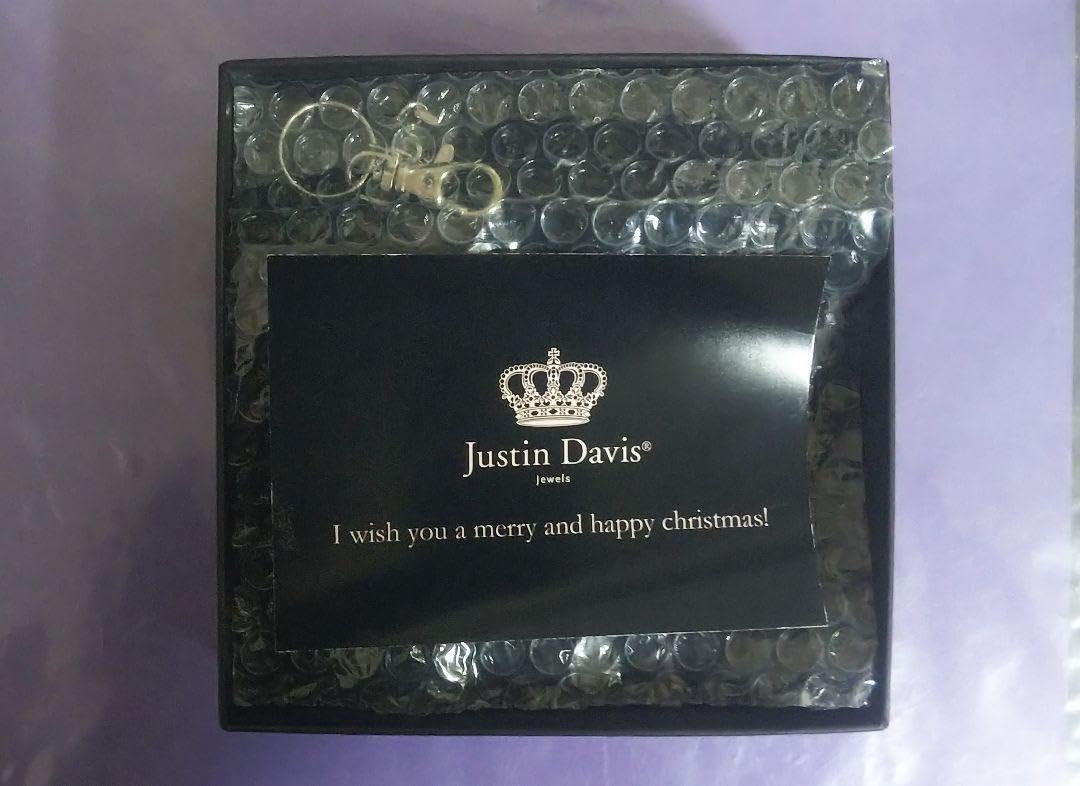 Justin Davis®
Jewels
I wish you a merry and happy christmas!